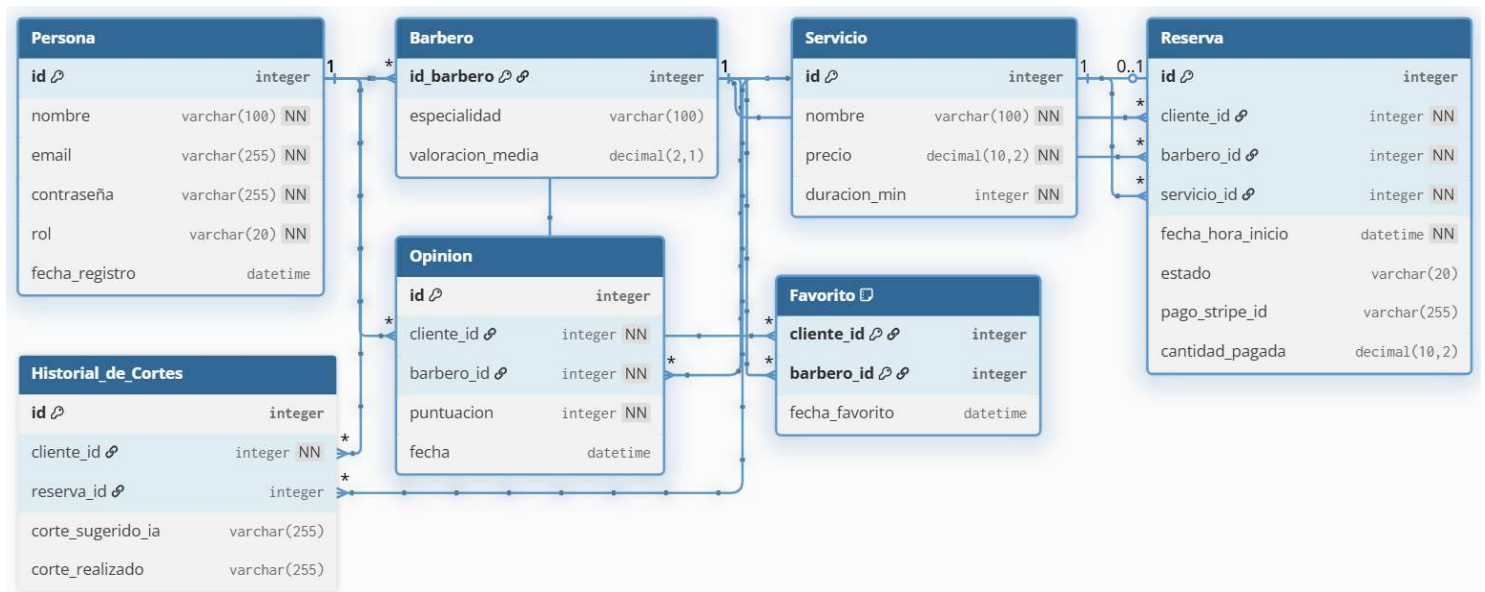 Persona
id integer
nombre varchar(100) NN
email varchar(255) NN
contraseña varchar(255) NN
rol varchar(20) NN
fecha_registro datetime
1
*
Barbero
id_barbero integer
especialidad varchar(100)
valoracion_media decimal(2,1)
1
Servicio
id integer
nombre varchar(100) NN
precio decimal(10,2) NN
duracion_min integer NN
1
0..1
*
*
*
Reserva
id integer
cliente_id integer NN
barbero_id integer NN
servicio_id integer NN
fecha_hora_inicio datetime NN
estado varchar(20)
pago_stripe_id varchar(255)
cantidad_pagada decimal(10,2)
Historial_de_Cortes
id integer
cliente_id integer NN
reserva_id integer
corte_sugerido_ia varchar(255)
corte_realizado varchar(255)
*
*
*
Opinion
id integer
cliente_id integer NN
barbero_id integer NN
puntuacion integer NN
fecha datetime
*
*
*
Favorito
cliente_id integer
barbero_id integer
fecha_favorito datetime